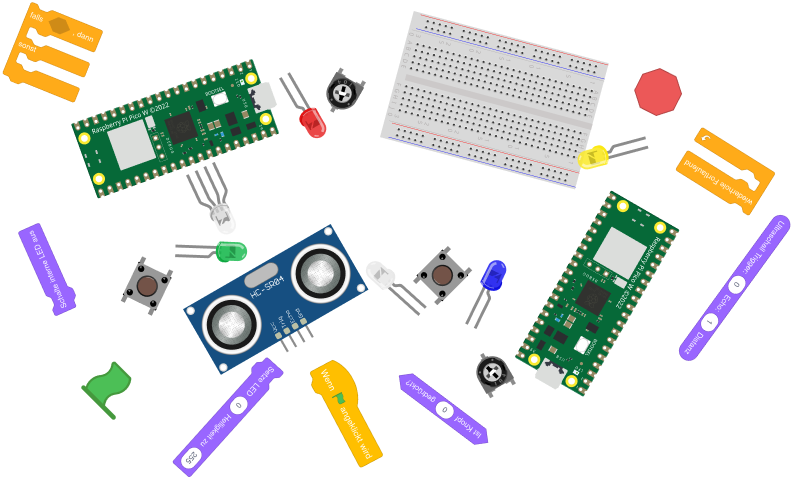 falls , dann
sonst
Raspberry Pi Pico W ©2022
BOOTSEL
wiederhole fortlaufend
Ultraschall Trigger: 0 Echo: 1 Distanz
Schalte interne LED aus
HC-SR04
Vcc
Trig
Echo
Gnd
Raspberry Pi Pico W ©2022
BOOTSEL
Setze LED 0 Helligkeit zu 255
Wenn angeklickt wird
Ist Knopf 0 gedrückt?